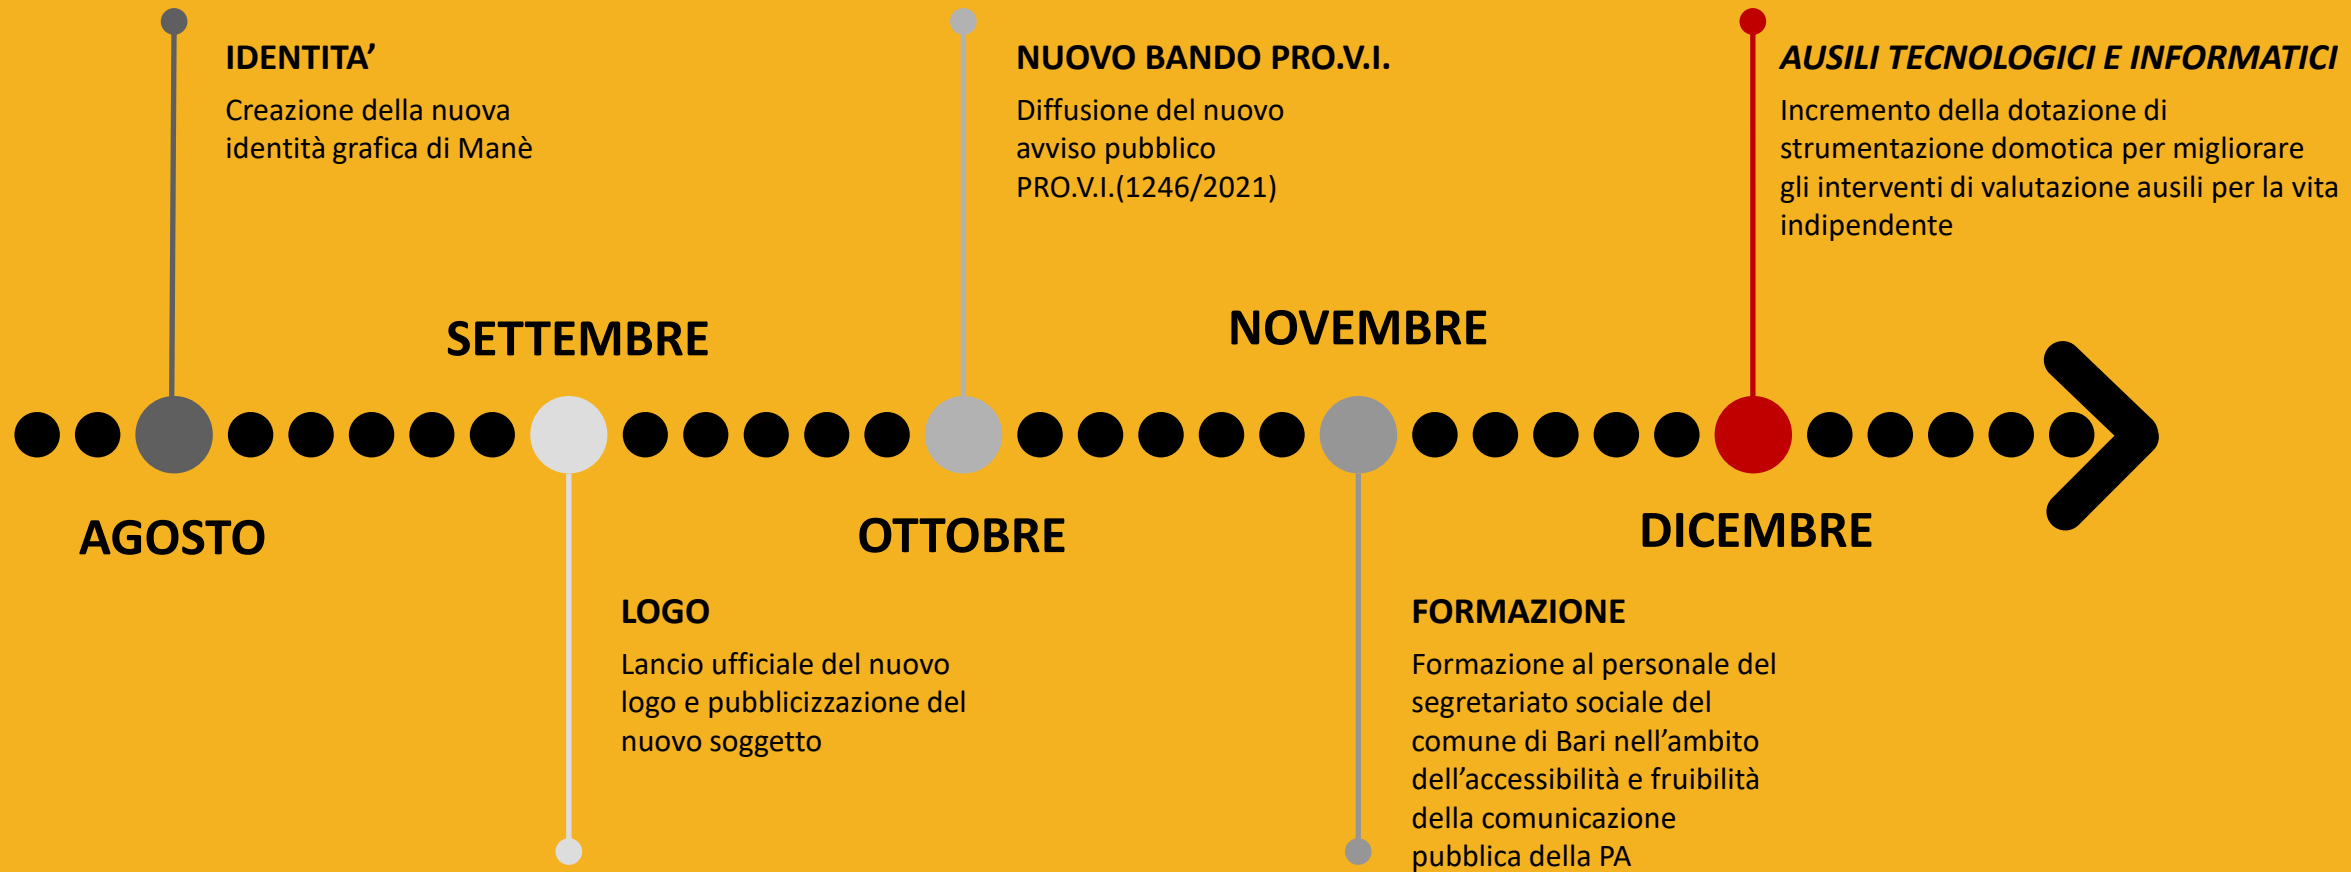 IDENTITA’
Creazione della nuova
identità grafica di Manè
NUOVO BANDO PRO.V.I.
Diffusione del nuovo
avviso pubblico
PRO.V.I.(1246/2021)
AUSILI TECNOLOGICI E INFORMATICI
Incremento della dotazione di
strumentazione domotica per migliorare
gli interventi di valutazione ausili per la vita
indipendente
SETTEMBRE
NOVEMBRE
AGOSTO
OTTOBRE
DICEMBRE
LOGO
Lancio ufficiale del nuovo
logo e pubblicizzazione del
nuovo soggetto
FORMAZIONE
Formazione al personale del
segretariato sociale del
comune di Bari nell’ambito
dell’accessibilità e fruibilità
della comunicazione
pubblica della PA